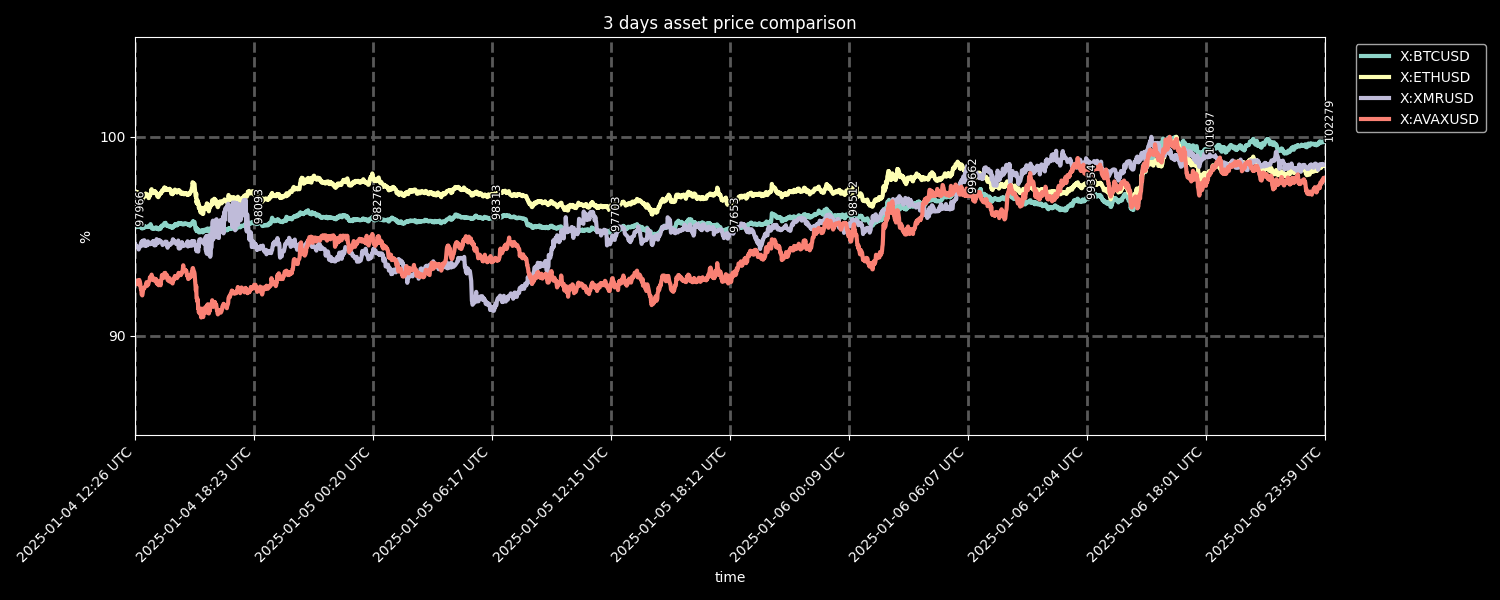 3 days asset price comparison
X:BTCUSD
X:ETHUSD
X:XMRUSD
X:AVAXUSD
100
90
%
98093
98276
98313
97703
97653
98512
99662
99354
101697
102279
2025-01-04 12:26 UTC
2025-01-04 18:23 UTC
2025-01-05 00:20 UTC
2025-01-05 06:17 UTC
2025-01-05 12:15 UTC
2025-01-05 18:12 UTC
2025-01-06 00:09 UTC
2025-01-06 06:07 UTC
2025-01-06 12:04 UTC
2025-01-06 18:01 UTC
2025-01-06 23:59 UTC
time